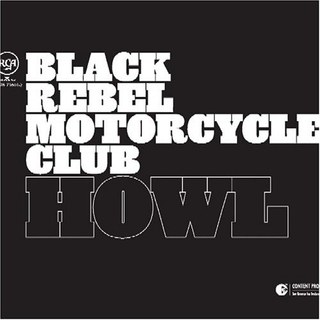 RCA
BLACK
REBEL
MOTORCYCLE
CLUB
HOWL
CONTENT PRO